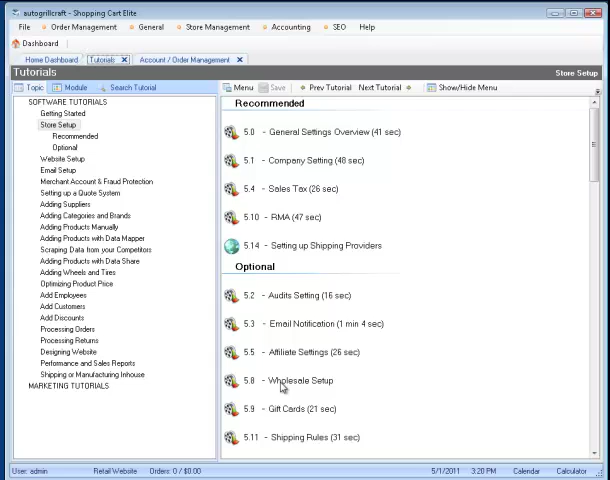 autogrillcraft - Shopping Cart Elite
File Order Management General Store Management Accounting SEO Help
Dashboard
Home Dashboard Tutorials Account / Order Management
Tutorials Store Setup
Topic Module Search Tutorial Menu Save Prev Tutorial Next Tutorial Show/Hide Menu
SOFTWARE TUTORIALS
Getting Started
Store Setup
Recommended
Optional
Website Setup
Email Setup
Merchant Account & Fraud Protection
Setting up a Quote System
Adding Suppliers
Adding Categories and Brands
Adding Products Manually
Adding Products with Data Mapper
Scraping Data from your Competitors
Adding Products with Data Share
Adding Wheels and Tires
Optimizing Product Price
Add Employees
Add Customers
Add Discounts
Processing Orders
Processing Returns
Designing Website
Performance and Sales Reports
Shipping or Manufacturing Inhouse
MARKETING TUTORIALS
Recommended
5.0 - General Settings Overview (41 sec)
5.1 - Company Setting (48 sec)
5.4 - Sales Tax (26 sec)
5.10 - RMA (47 sec)
5.14 - Setting up Shipping Providers
Optional
5.2 - Audits Setting (16 sec)
5.3 - Email Notification (1 min 4 sec)
5.5 - Affiliate Settings (26 sec)
5.8 - Wholesale Setup
5.9 - Gift Cards (21 sec)
5.11 - Shipping Rules (31 sec)
User: admin Retail Website Orders: 0 / $0.00 5/1/2011 3:20 PM Calendar Calculator